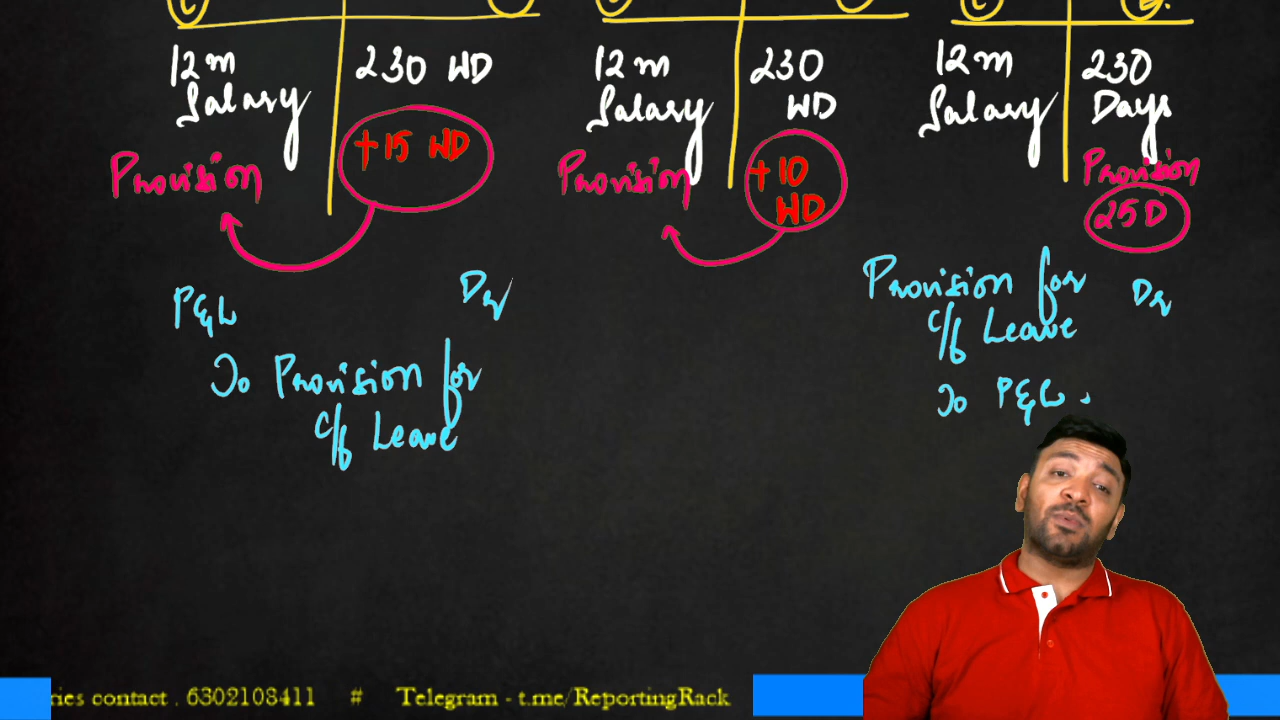 12m
Salary
Provision
230 WD
+15 WD
12m
Salary
Provision
230
WD
+10
WD
12m
Salary
230
Days
Provision
25D
P&L Dr
To Provision for
c/f Leave
Provision for Dr
c/f Leave
To P&L
ries contact . 6302108411 # Telegram - t.me/ReportingRack